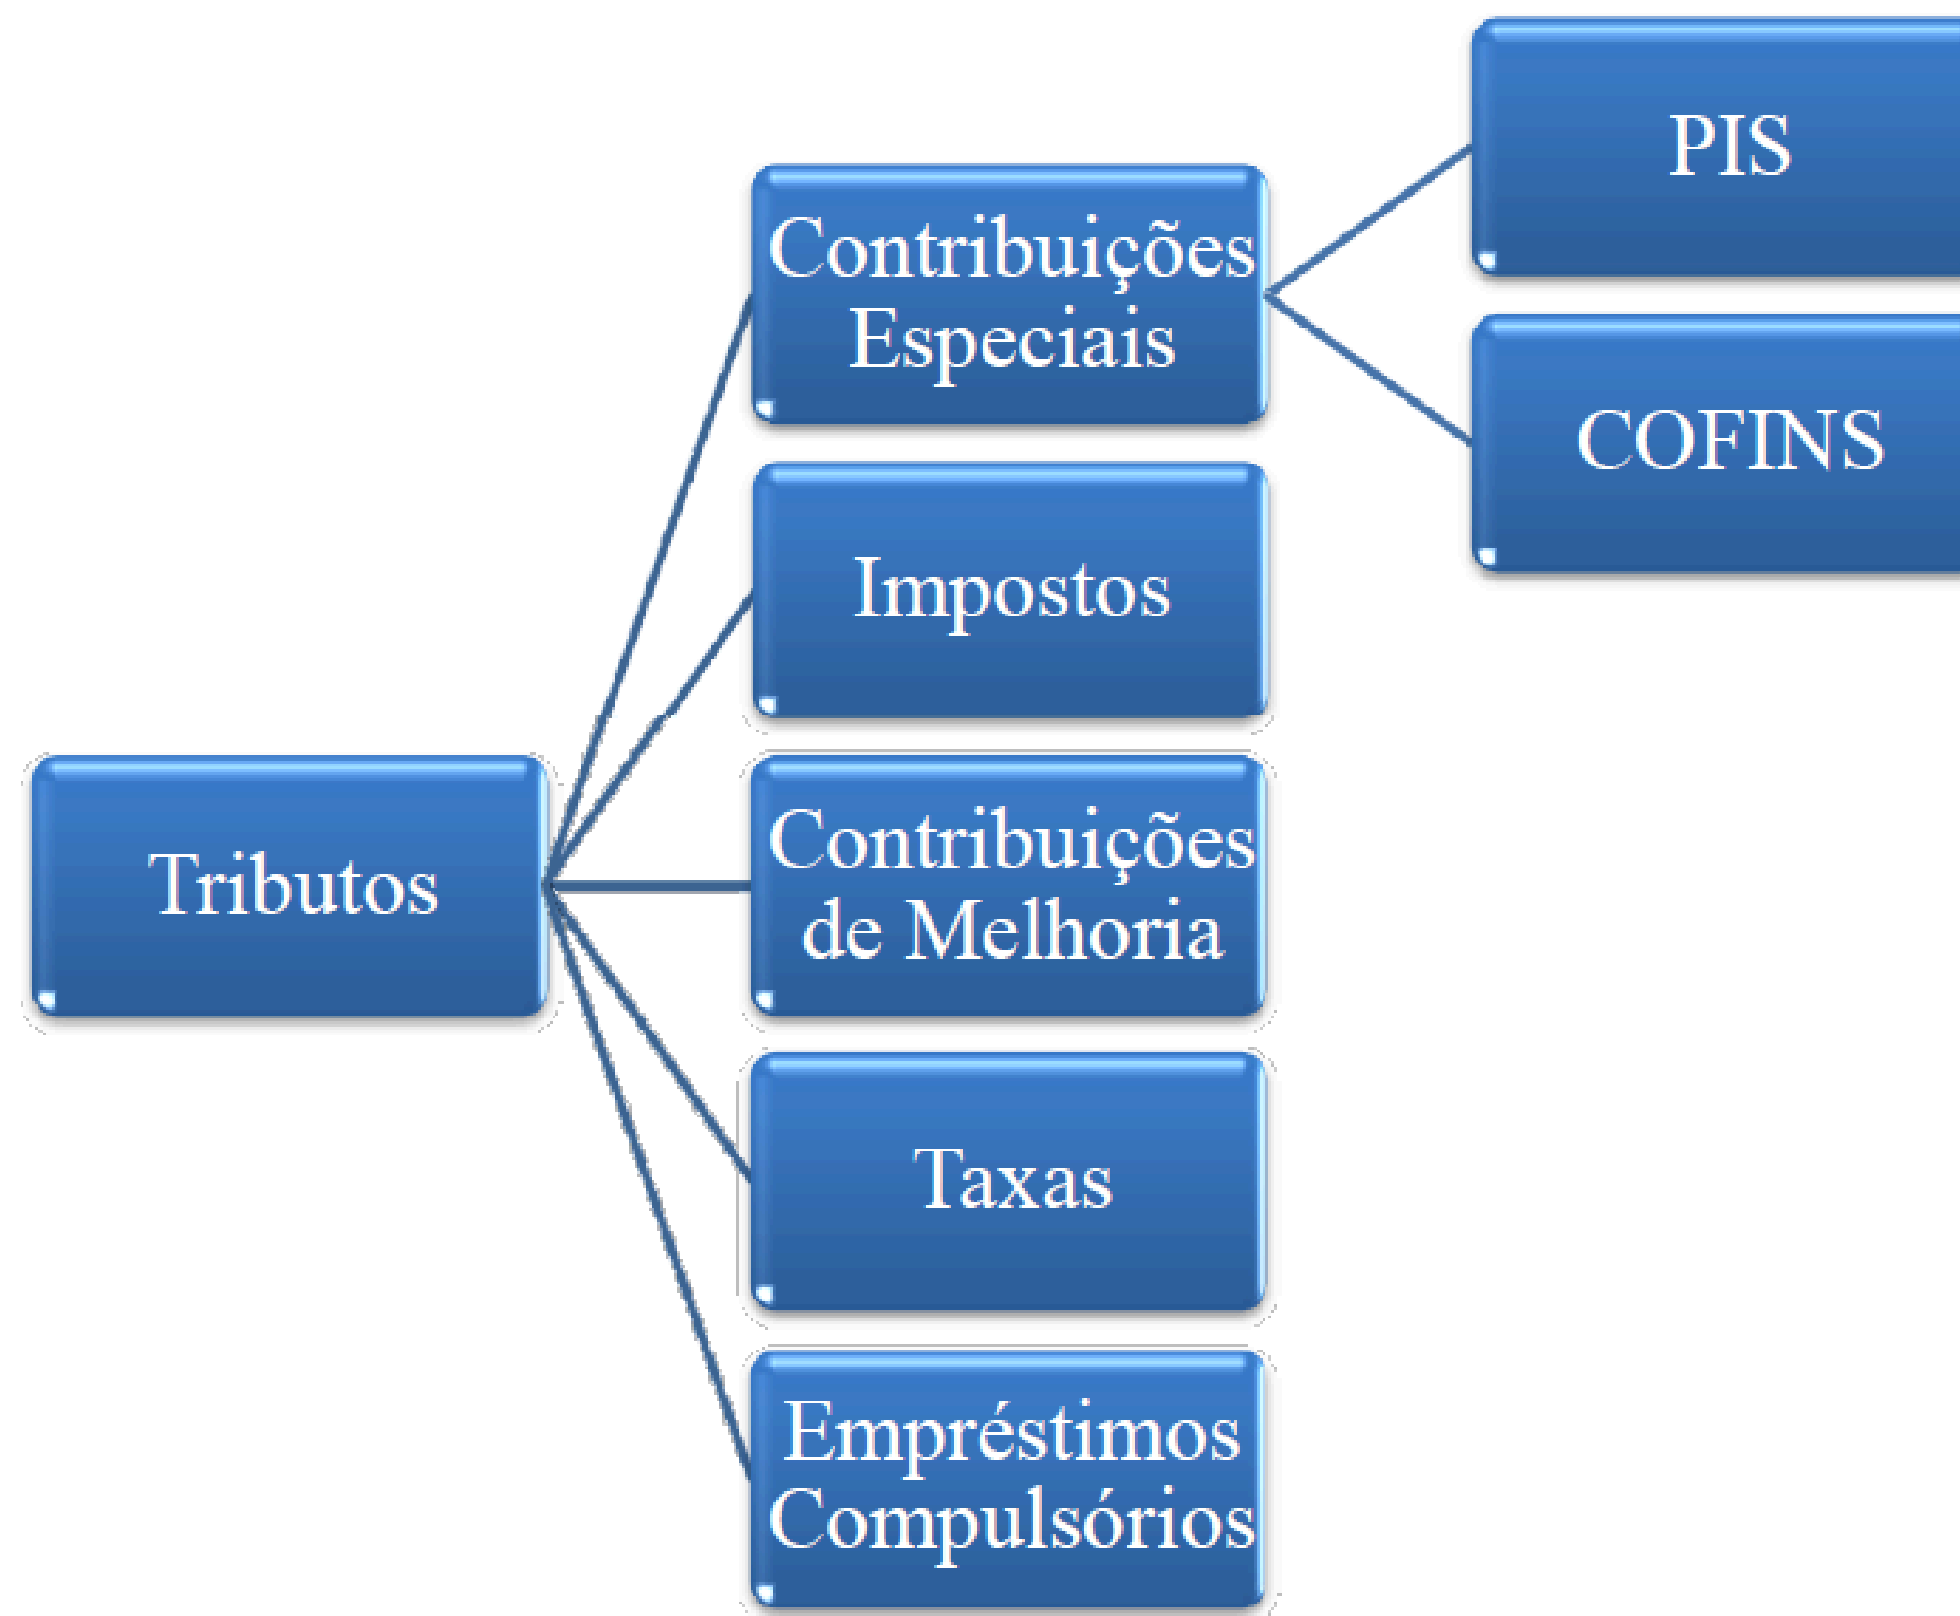 PIS
Contribuições
Especiais
COFINS
Impostos
Tributos
Contribuições
de Melhoria
Taxas
Empréstimos
Compulsórios